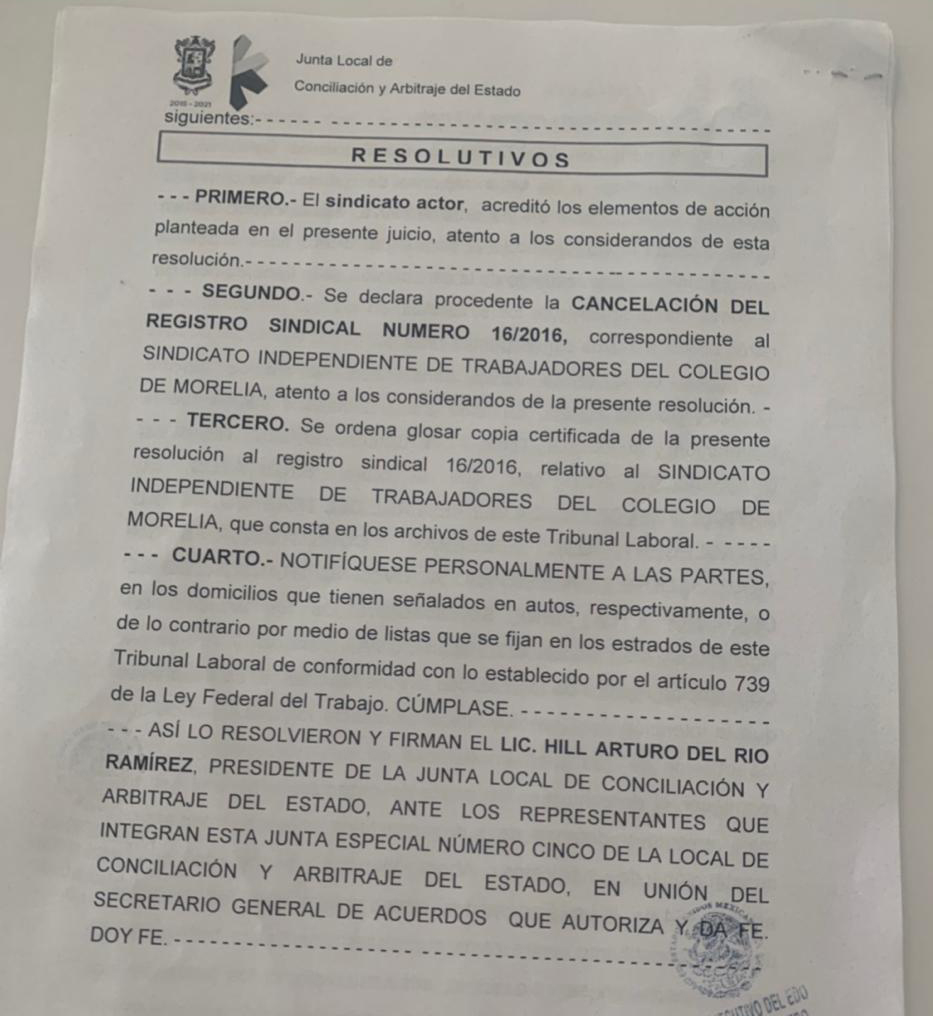 Junta Local de
Conciliación y Arbitraje del Estado
2015 - 2021
siguientes:- - - - - - - - - - - - - - - - - - - - - - - - - - - - - - - - - - - - - - - - - - - -
RESOLUTIVOS
- - - PRIMERO.- El sindicato actor, acreditó los elementos de acción
planteada en el presente juicio, atento a los considerandos de esta
resolución.- - - - - - - - - - - - - - - - - - - - - - - - - - - - - - - - - - - - - - - - - - - -
- - - SEGUNDO.- Se declara procedente la CANCELACIÓN DEL
REGISTRO SINDICAL NUMERO 16/2016, correspondiente al
SINDICATO INDEPENDIENTE DE TRABAJADORES DEL COLEGIO
DE MORELIA, atento a los considerandos de la presente resolución. -
- - - TERCERO. Se ordena glosar copia certificada de la presente
resolución al registro sindical 16/2016, relativo al SINDICATO
INDEPENDIENTE DE TRABAJADORES DEL COLEGIO DE
MORELIA, que consta en los archivos de este Tribunal Laboral. - - - - -
- - - CUARTO.- NOTIFÍQUESE PERSONALMENTE A LAS PARTES,
en los domicilios que tienen señalados en autos, respectivamente, o
de lo contrario por medio de listas que se fijan en los estrados de este
Tribunal Laboral de conformidad con lo establecido por el artículo 739
de la Ley Federal del Trabajo. CÚMPLASE. - - - - - - - - - - - - - - - - - - - - -
- - - ASÍ LO RESOLVIERON Y FIRMAN EL LIC. HILL ARTURO DEL RIO
RAMÍREZ, PRESIDENTE DE LA JUNTA LOCAL DE CONCILIACIÓN Y
ARBITRAJE DEL ESTADO, ANTE LOS REPRESENTANTES QUE
INTEGRAN ESTA JUNTA ESPECIAL NÚMERO CINCO DE LA LOCAL DE
CONCILIACIÓN Y ARBITRAJE DEL ESTADO, EN UNIÓN DEL
SECRETARIO GENERAL DE ACUERDOS QUE AUTORIZA Y DA FE.
DOY FE. - - - - - - - - - - - - - - - - - - - - - - - - - - - - - - - - - - - - - - - - - - - - - - - -
DEL EDO